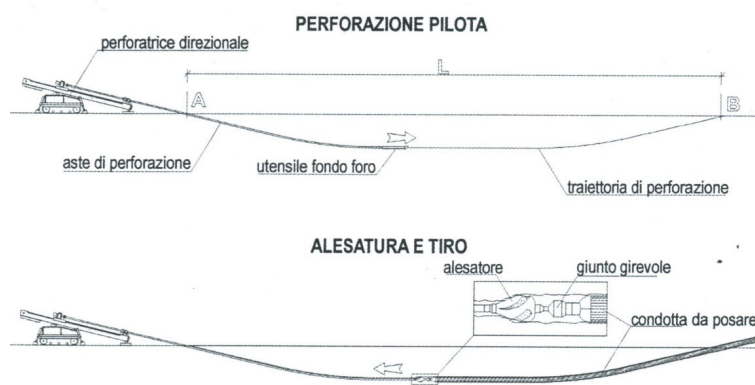 PERFORAZIONE PILOTA
perforatrice direzionale
L
A
B
aste di perforazione
utensile fondo foro
traiettoria di perforazione
ALESATURA E TIRO
alesatore
giunto girevole
condotta da posare